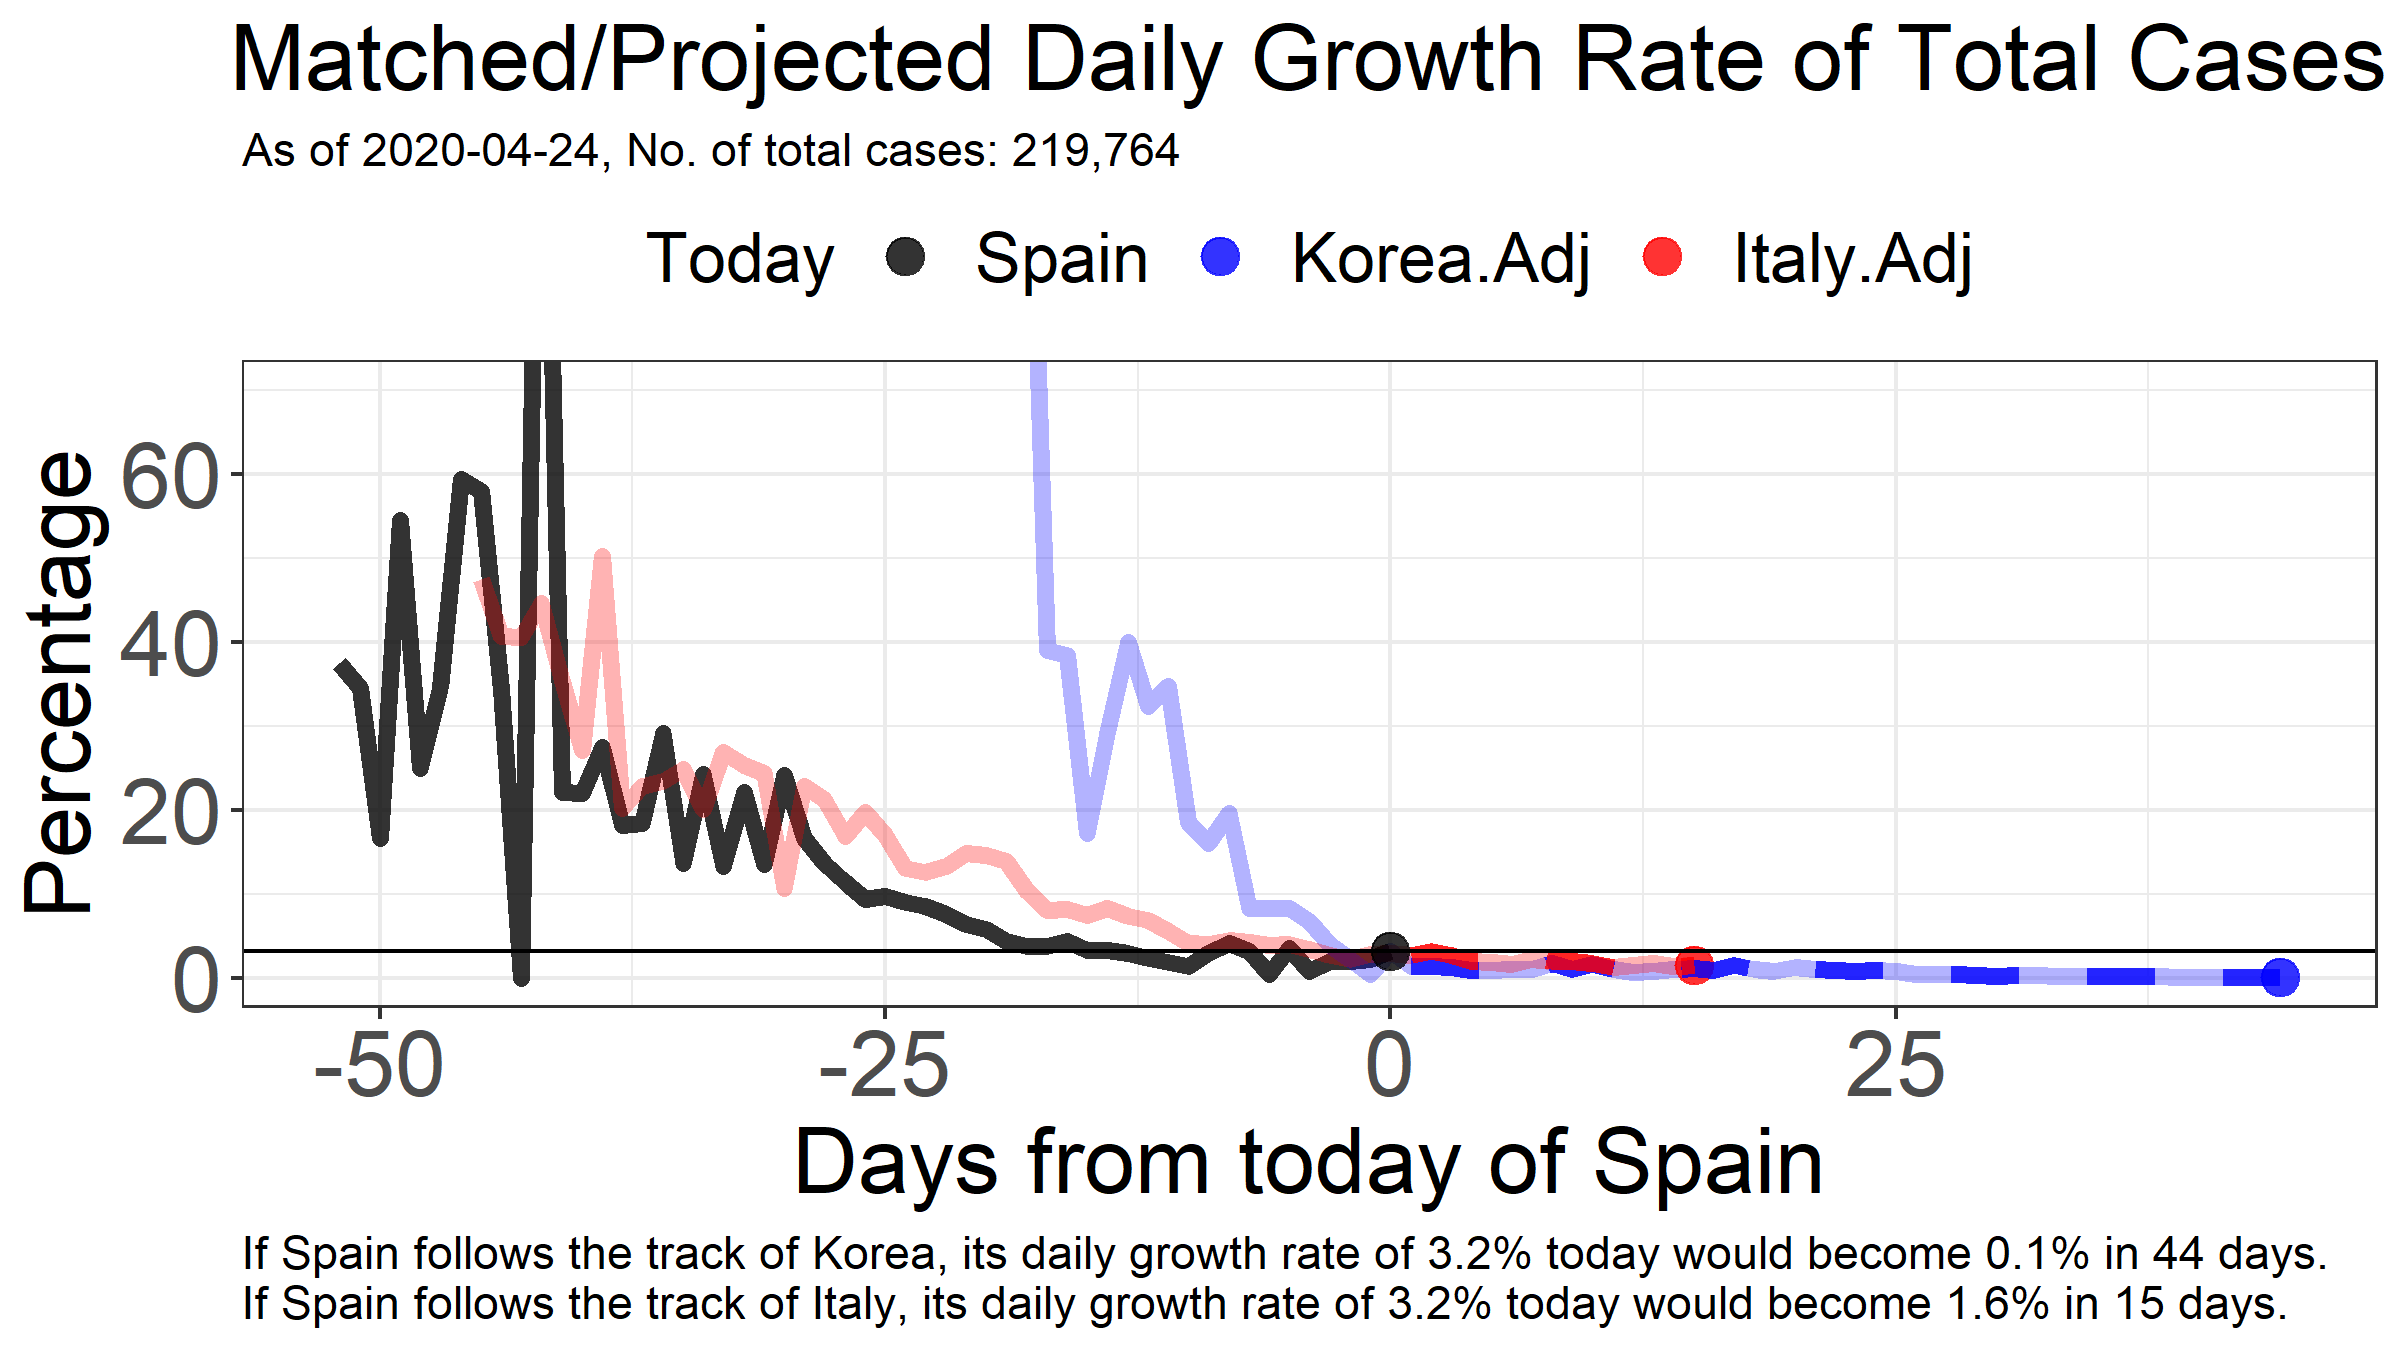 Matched/Projected Daily Growth Rate of Total Cases
As of 2020-04-24, No. of total cases: 219,764
Today Spain Korea.Adj Italy.Adj
Percentage
60
40
20
0
-50 -25 0 25
Days from today of Spain
If Spain follows the track of Korea, its daily growth rate of 3.2% today would become 0.1% in 44 days.
If Spain follows the track of Italy, its daily growth rate of 3.2% today would become 1.6% in 15 days.